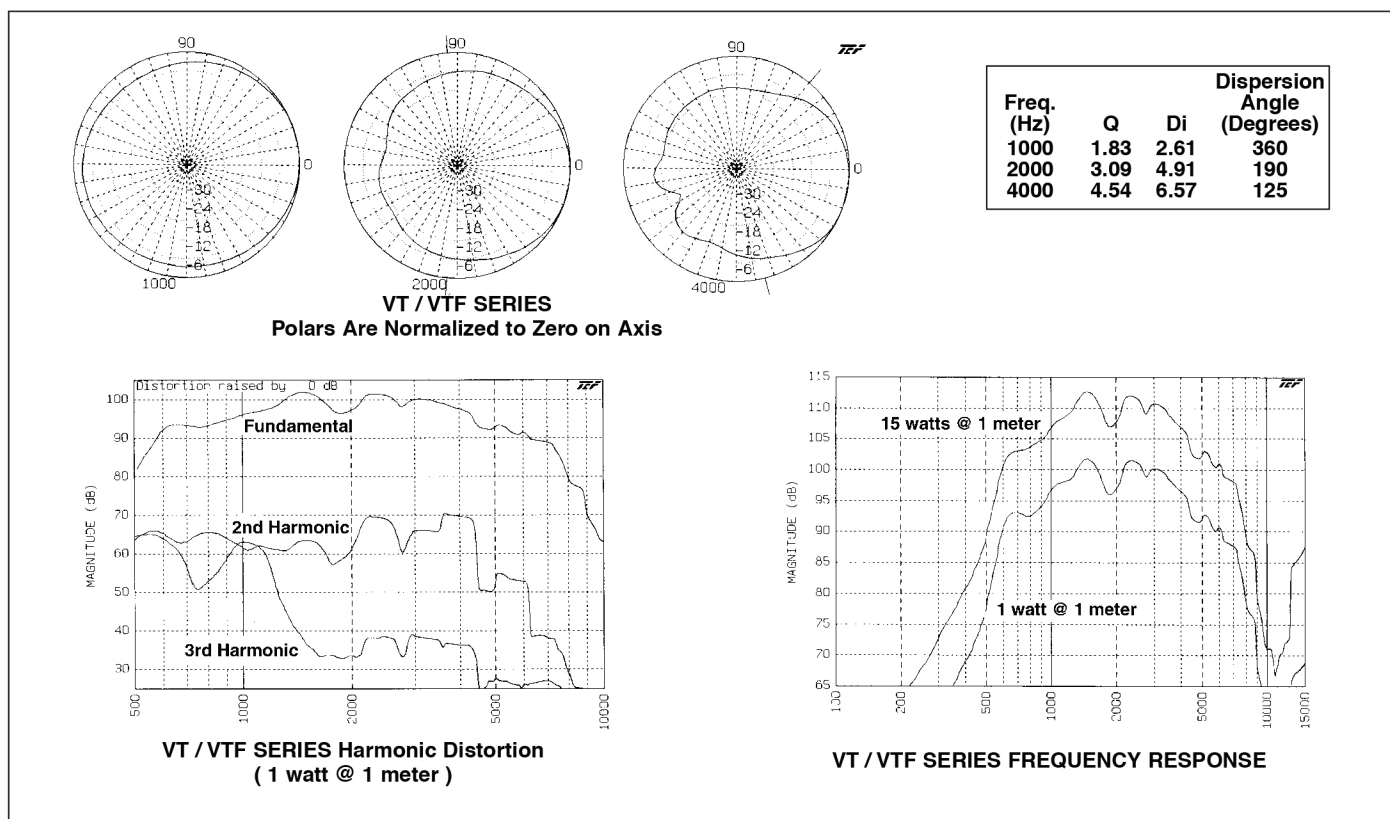 90
0
-30
-24
-18
-12
-6
1000
90
0
-30
-24
-18
-12
-6
2000
TEF
90
0
-30
-24
-18
-12
-6
4000
VT / VTF SERIES
Polars Are Normalized to Zero on Axis
Dispersion
Freq. Angle
(Hz) Q Di (Degrees)
1000 1.83 2.61 360
2000 3.09 4.91 190
4000 4.54 6.57 125
Distortion raised by 0 dB
TEF
MAGNITUDE (dB)
100
90
80
70
60
50
40
30
Fundamental
2nd Harmonic
3rd Harmonic
500
1000
2000
5000
10000
VT / VTF SERIES Harmonic Distortion
( 1 watt @ 1 meter )
TEF
MAGNITUDE (dB)
115
110
105
100
95
90
85
80
75
70
65
15 watts @ 1 meter
1 watt @ 1 meter
100
200
500
1000
2000
5000
10000
15000
VT / VTF SERIES FREQUENCY RESPONSE